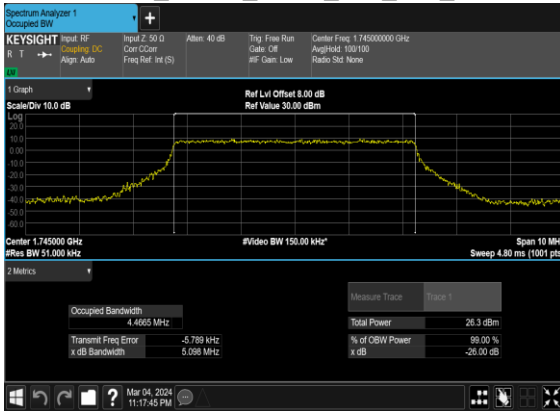 Spectrum Analyzer 1
Occupied BW
+
KEYSIGHT Input: RF Input Z: 50 Ω Atten: 40 dB Trig: Free Run Center Freq: 1.745000000 GHz
R T Coupling: DC Corr CCorr Gate: Off Avg|Hold: 100/100
Align: Auto Freq Ref: Int (S) #IF Gain: Low Radio Std: None
LW
1 Graph
Ref Lvl Offset 8.00 dB
Scale/Div 10.0 dB Ref Value 30.00 dBm
Log
20.0
10.0
0.00
-10.0
-20.0
-30.0
-40.0
-50.0
-60.0
Center 1.745000 GHz #Video BW 150.00 kHz* Span 10 MH
#Res BW 51.000 kHz Sweep 4.80 ms (1001 pts
2 Metrics
Measure Trace Trace 1
Occupied Bandwidth
4.4665 MHz Total Power 26.3 dBm
Transmit Freq Error -5.789 kHz % of OBW Power 99.00 %
x dB Bandwidth 5.098 MHz x dB -26.00 dB
?
Mar 04, 2024
11:17:45 PM